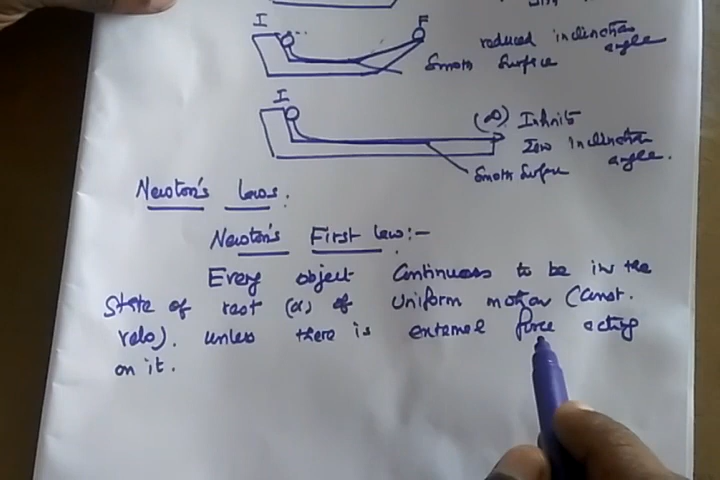 I F
reduced inclination
angle
Smooth Surface
I
(∞) Infinite
Zero inclination
angle.
Smooth Surface
Newton's laws:
Newton's First law:-
Every object continuous to be in the
State of rest (or) of uniform motion (const.
velo). unless there is external force acting
on it.